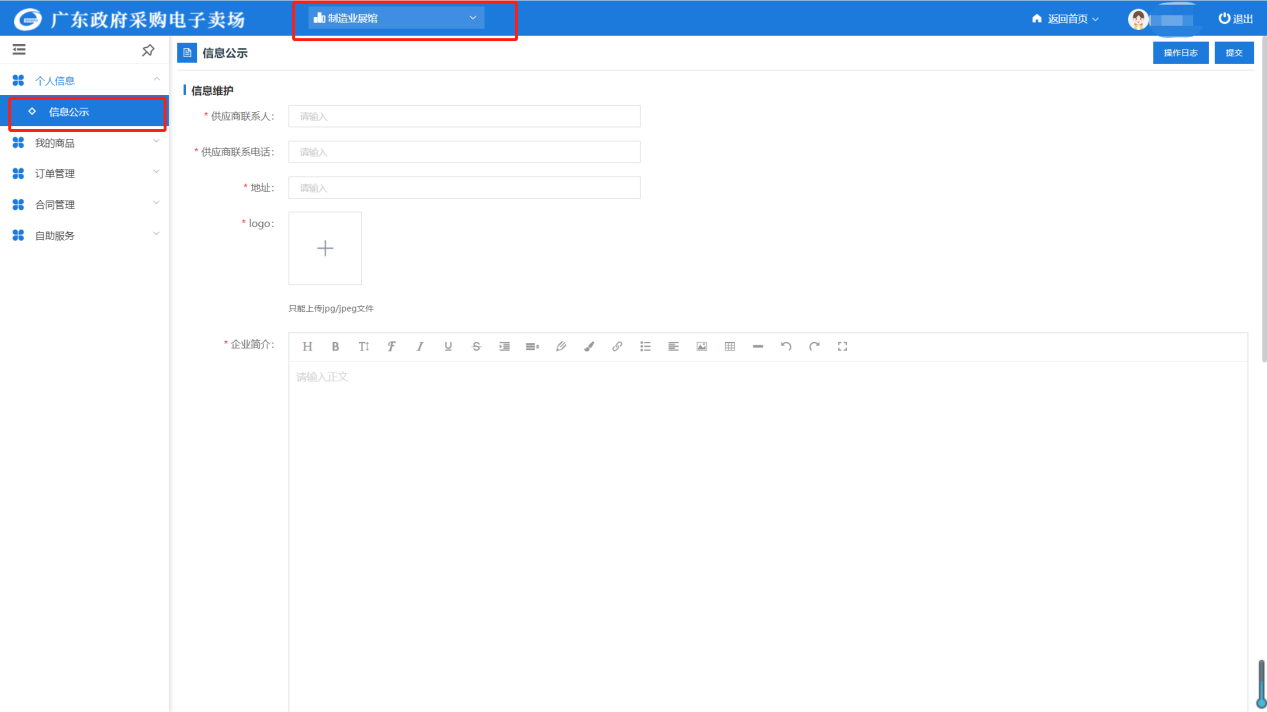 广东政府采购电子卖场
制造业展馆
返回首页
退出
信息公示
操作日志
提交
个人信息
信息公示
我的商品
订单管理
合同管理
自助服务
信息维护
* 供应商联系人：
请输入
* 供应商联系电话：
请输入
* 地址：
请输入
* logo：
只能上传jpg/jpeg文件
* 企业简介：
请输入正文